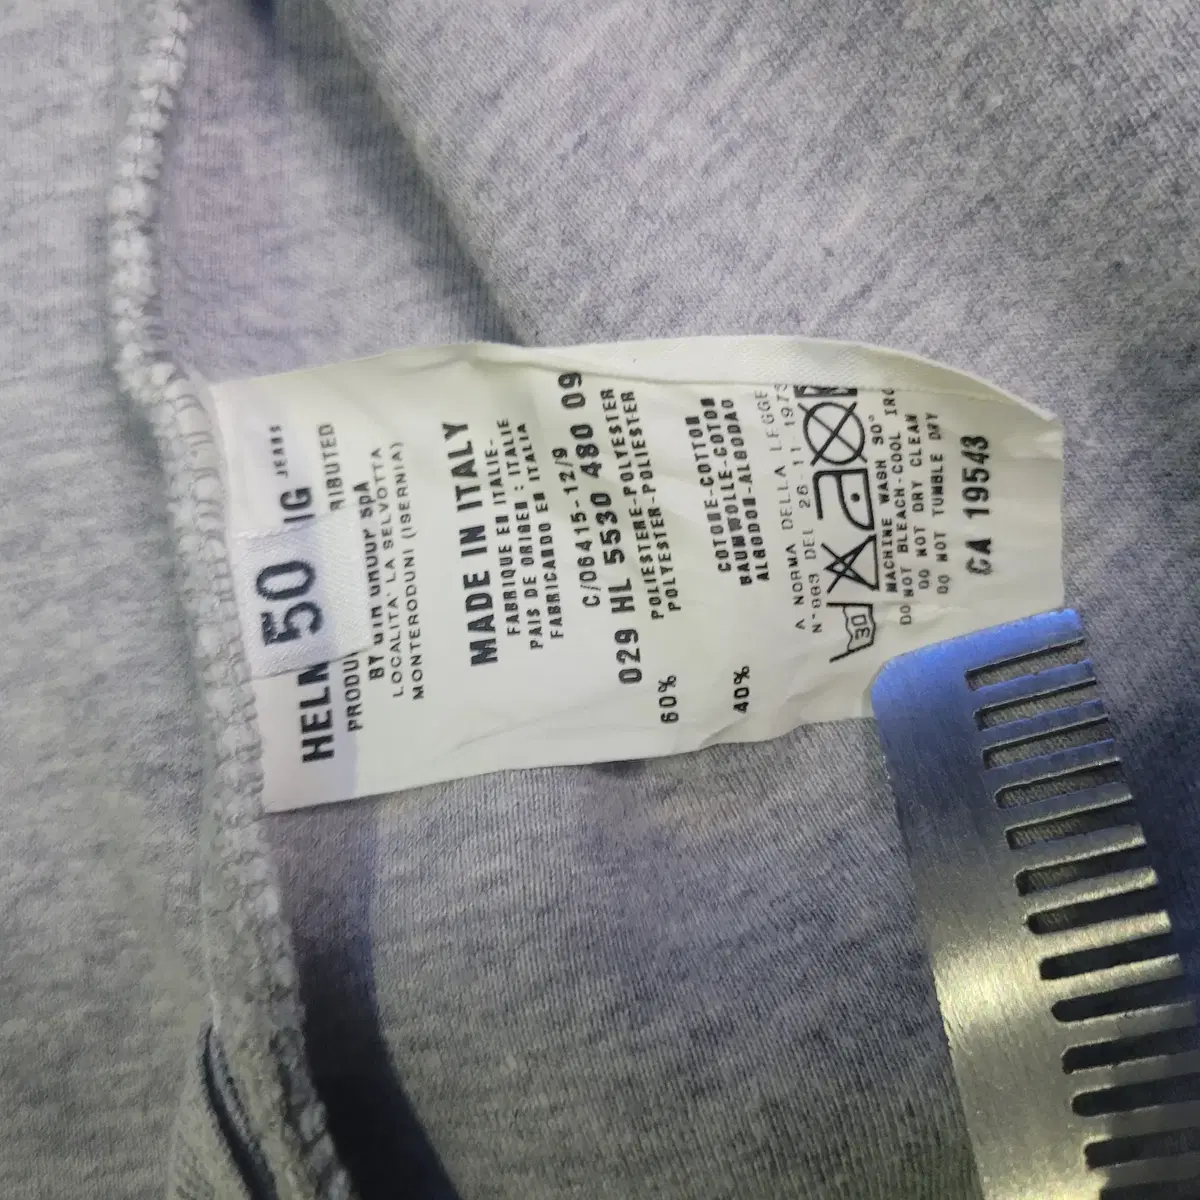 50
HELM IG JEANS
PRODU RIBUTED
BY GTR GROUP SPA
LOCALITA' LA SELVOTTA
MONTERODUNI (ISERNIA)
MADE IN ITALY
FABRIQUE EN ITALIE-
PAIS DE ORIGEN: ITALIE
FABRICANDO EN ITALIA
C/06415-12/9
029 HL 5530 480 09
60% POLIESTERE-POLYESTER
POLYESTER-POLIESTER
40% COTONE-COTTON
BAUMWOLLE-COTON
ALGODON-ALGODAO
A NORMA DELLA LEGGE
N°883 DEL 26-11-1973
30
MACHINE WASH 30°
DO NOT BLEACH-COOL IRO
DO NOT DRY CLEAN
DO NOT TUMBLE DRY
CA 19543